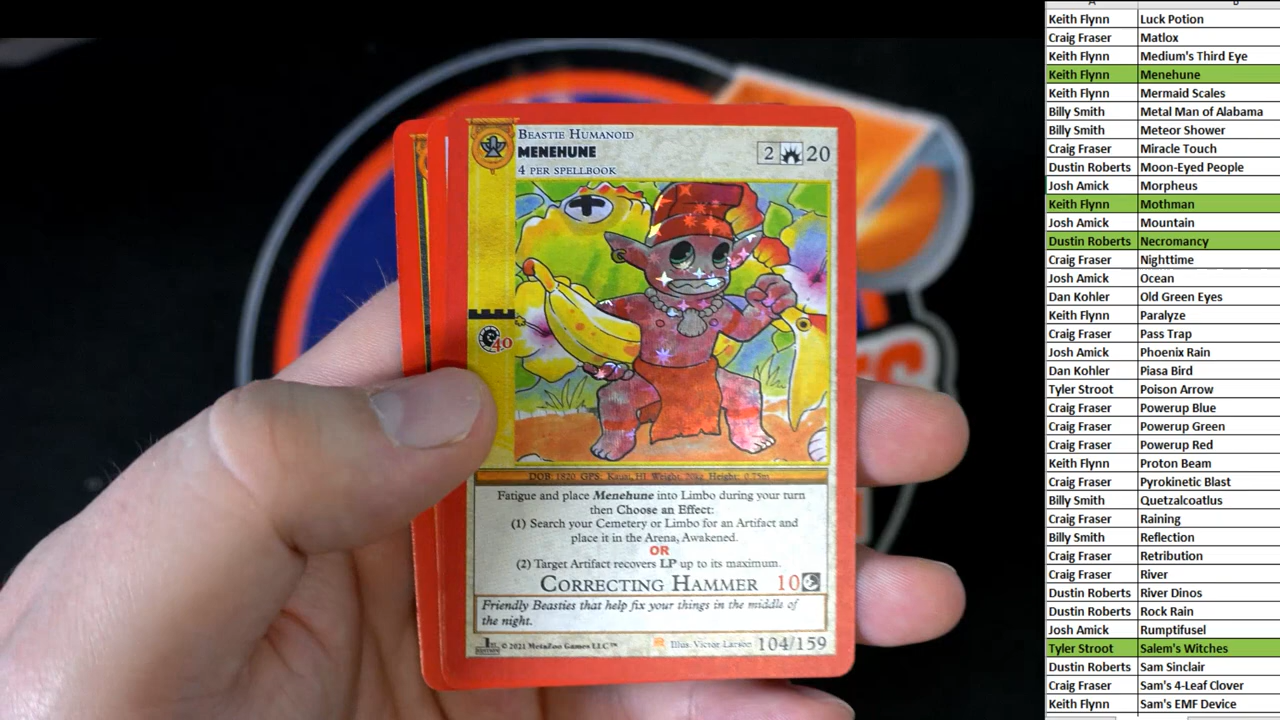 BEASTIE HUMANOID
MENEHUNE
2 20
4 PER SPELLBOOK
40
DOB: 1820 GPS: Kauai, HI Weight: 20kg Height: 0.75m
Fatigue and place Menehune into Limbo during your turn
then Choose an Effect:
(1) Search your Cemetery or Limbo for an Artifact and
place it in the Arena, Awakened.
OR
(2) Target Artifact recovers LP up to its maximum.
CORRECTING HAMMER 10
Friendly Beasties that help fix your things in the middle of
the night.
1st EDITION © 2021 MetaZoo Games LLC™ Illus. Victor Larson 104/159
Keith Flynn Luck Potion
Craig Fraser Matlox
Keith Flynn Medium's Third Eye
Keith Flynn Menehune
Keith Flynn Mermaid Scales
Billy Smith Metal Man of Alabama
Billy Smith Meteor Shower
Craig Fraser Miracle Touch
Dustin Roberts Moon-Eyed People
Josh Amick Morpheus
Keith Flynn Mothman
Josh Amick Mountain
Dustin Roberts Necromancy
Craig Fraser Nighttime
Josh Amick Ocean
Dan Kohler Old Green Eyes
Keith Flynn Paralyze
Craig Fraser Pass Trap
Josh Amick Phoenix Rain
Dan Kohler Piasa Bird
Tyler Stroot Poison Arrow
Craig Fraser Powerup Blue
Craig Fraser Powerup Green
Craig Fraser Powerup Red
Keith Flynn Proton Beam
Craig Fraser Pyrokinetic Blast
Billy Smith Quetzalcoatlus
Craig Fraser Raining
Billy Smith Reflection
Craig Fraser Retribution
Craig Fraser River
Dustin Roberts River Dinos
Dustin Roberts Rock Rain
Josh Amick Rumptifusel
Tyler Stroot Salem's Witches
Dustin Roberts Sam Sinclair
Craig Fraser Sam's 4-Leaf Clover
Keith Flynn Sam's EMF Device